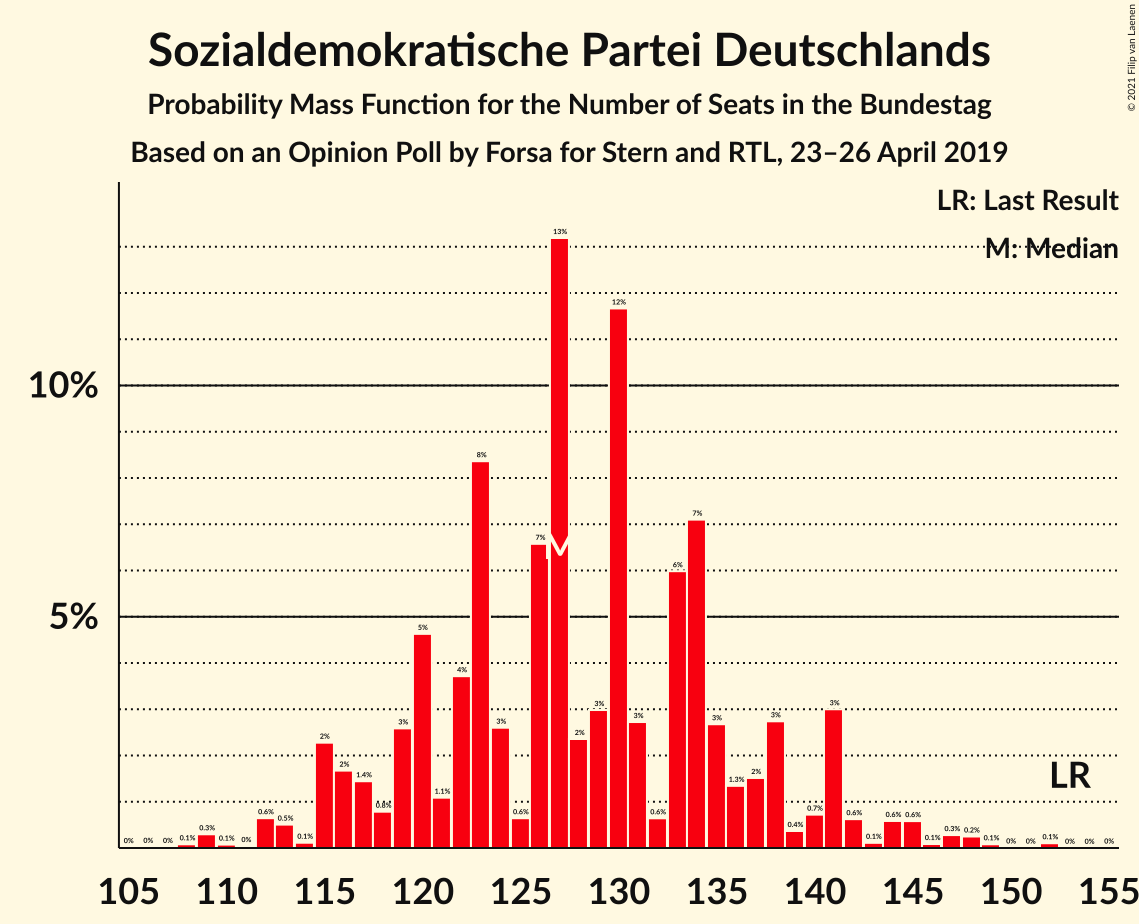 Sozialdemokratische Partei Deutschlands
Probability Mass Function for the Number of Seats in the Bundestag
Based on an Opinion Poll by Forsa for Stern and RTL, 23–26 April 2019
© 2021 Filip van Laenen
LR: Last Result
M: Median
10%
5%
0% 0% 0% 0.1% 0.3% 0.1% 0% 0.6% 0.5% 0.1% 2% 2% 1.4% 0.8% 3% 5% 1.1% 4% 8% 3% 0.6% 7% 13% 2% 3% 12% 3% 0.6% 6% 7% 3% 1.3% 2% 3% 0.4% 0.7% 3% 0.6% 0.1% 0.6% 0.6% 0.1% 0.3% 0.2% 0.1% 0% 0% 0.1% 0% 0% 0%
M
LR
105 110 115 120 125 130 135 140 145 150 155